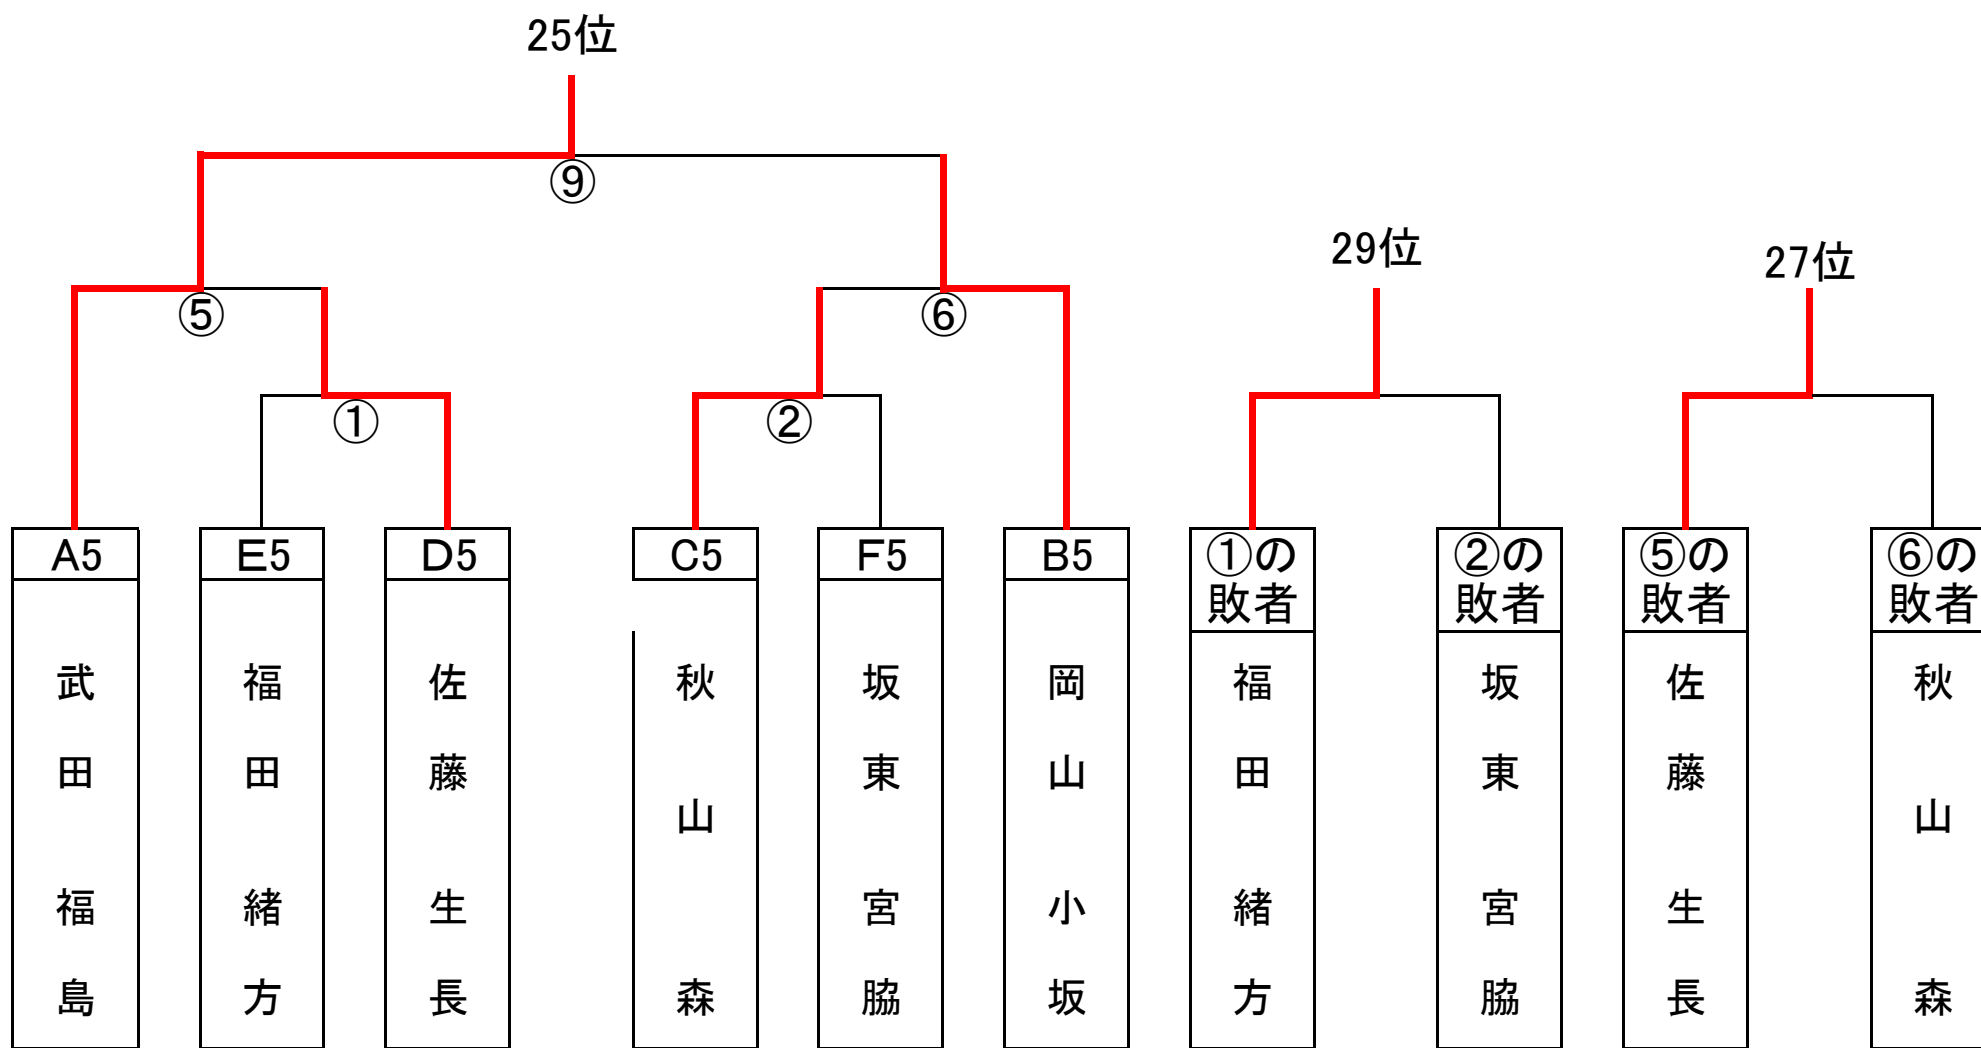 25位
⑨
29位
27位
⑤
⑥
①
②
A5
E5
D5
C5
F5
B5
①の
敗者
②の
敗者
⑤の
敗者
⑥の
敗者
武田 福島
福田 緒方
佐藤 生長
秋山 森
坂東 宮脇
岡山 小坂
福田 緒方
坂東 宮脇
佐藤 生長
秋山 森